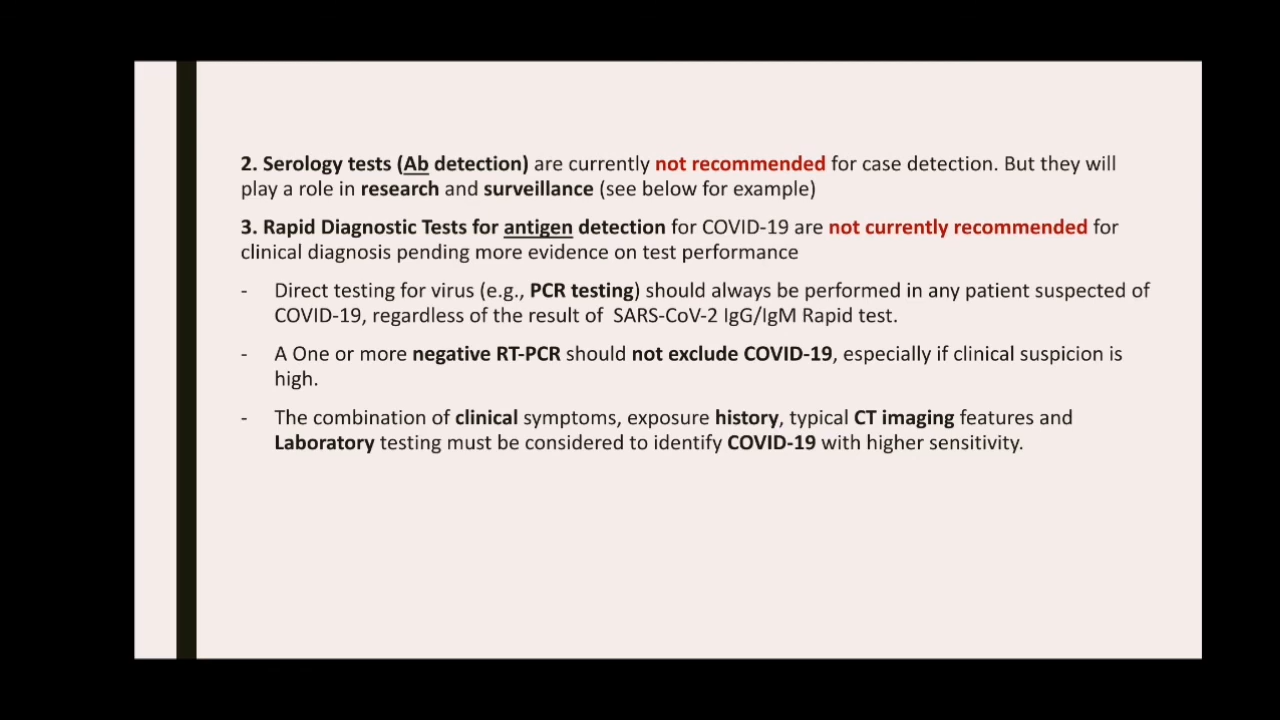 2. Serology tests (Ab detection) are currently not recommended for case detection. But they will
play a role in research and surveillance (see below for example)
3. Rapid Diagnostic Tests for antigen detection for COVID-19 are not currently recommended for
clinical diagnosis pending more evidence on test performance
- Direct testing for virus (e.g., PCR testing) should always be performed in any patient suspected of
COVID-19, regardless of the result of SARS-CoV-2 IgG/IgM Rapid test.
- A One or more negative RT-PCR should not exclude COVID-19, especially if clinical suspicion is
high.
- The combination of clinical symptoms, exposure history, typical CT imaging features and
Laboratory testing must be considered to identify COVID-19 with higher sensitivity.